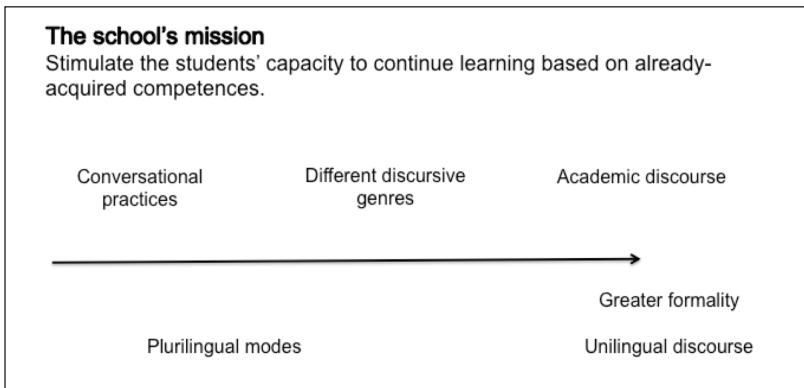 The school's mission
Stimulate the students' capacity to continue learning based on already-
acquired competences.
Conversational
practices
Different discursive
genres
Academic discourse
Greater formality
Plurilingual modes
Unilingual discourse